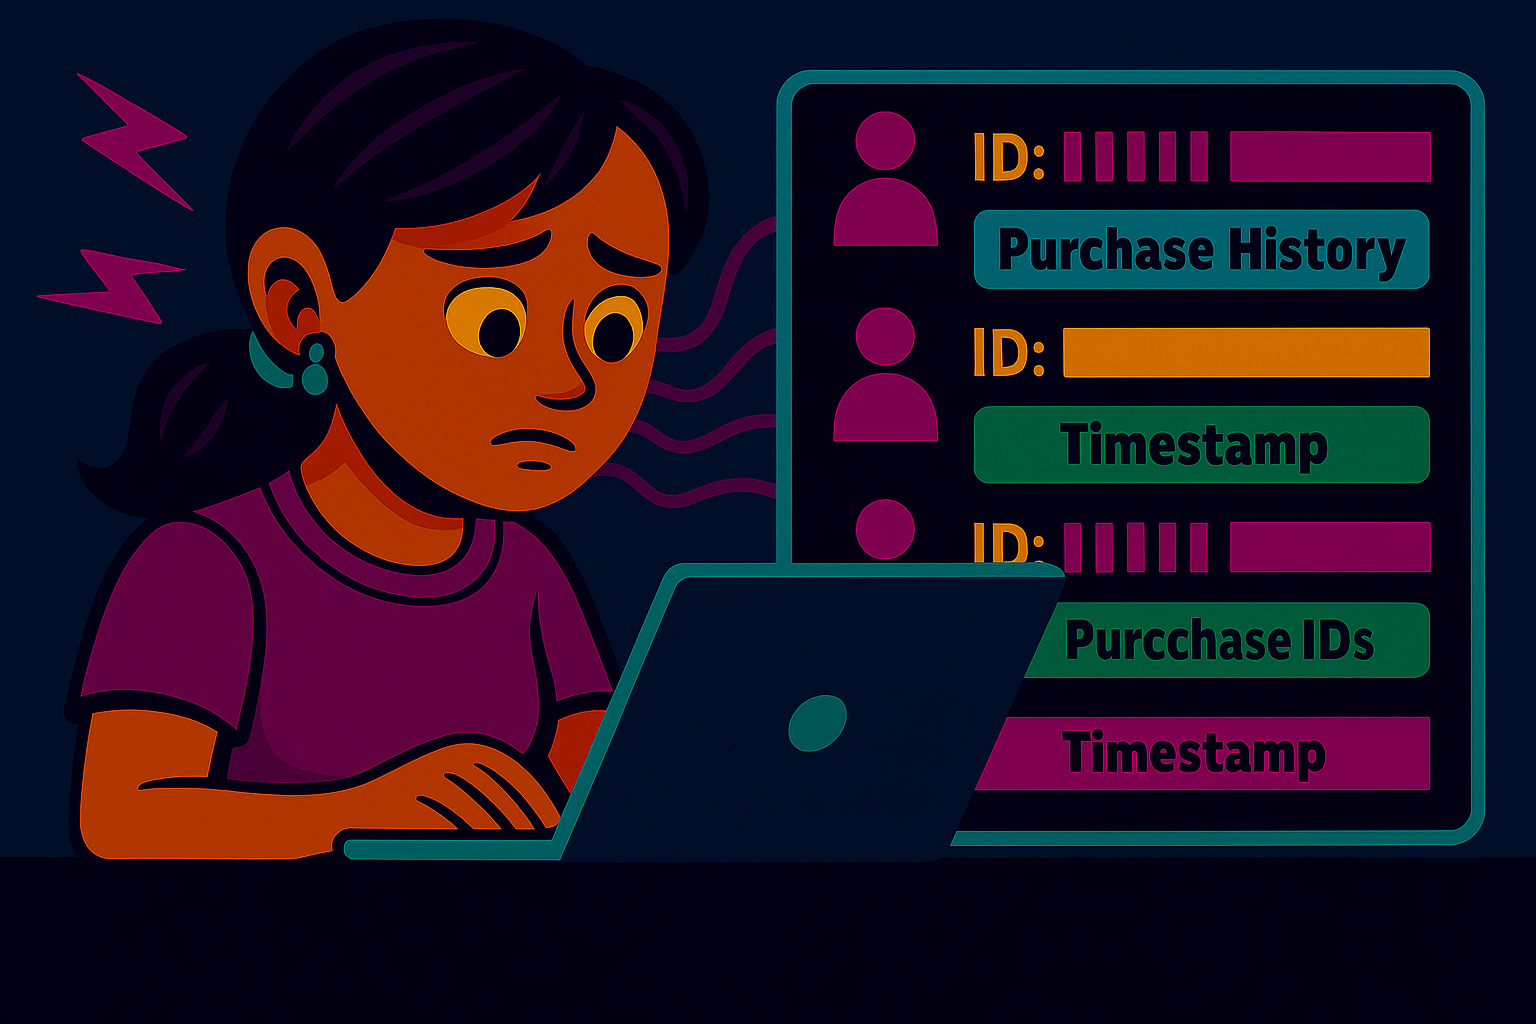 ID:
Purchase History
ID:
Timestamp
ID:
Purcchase IDs
Timestamp